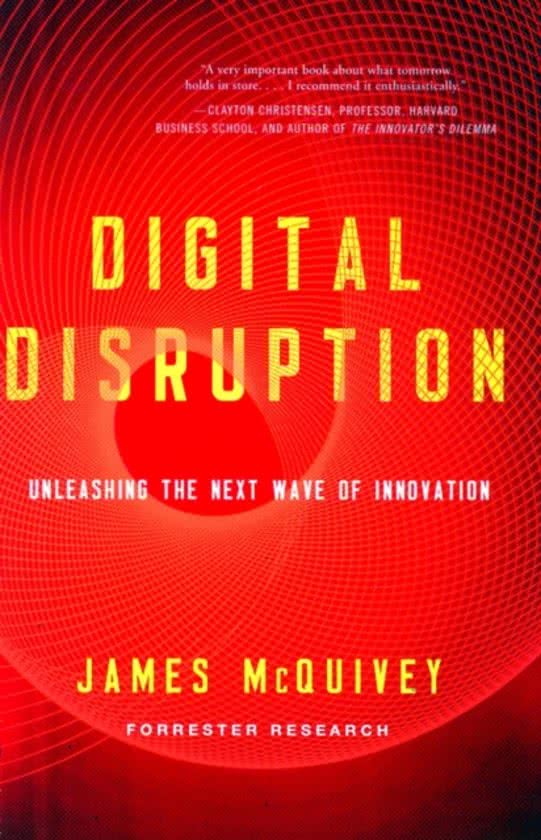 “A very important book about what tomorrow
holds in store. . . . I recommend it enthusiastically.”
—CLAYTON CHRISTENSEN, PROFESSOR, HARVARD
BUSINESS SCHOOL, AND AUTHOR OF THE INNOVATOR'S DILEMMA
DIGITAL
DISRUPTION
UNLEASHING THE NEXT WAVE OF INNOVATION
JAMES McQUIVEY
FORRESTER RESEARCH